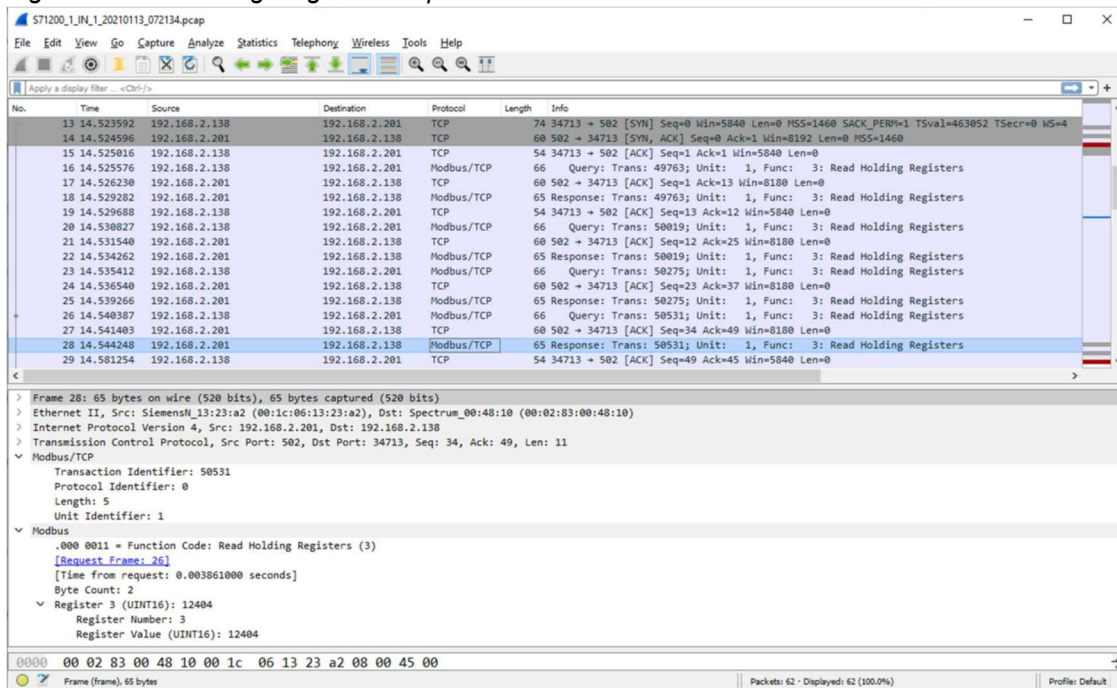 S71200_1_IN_1_20210113_072134.pcap
File Edit View Go Capture Analyze Statistics Telephony Wireless Tools Help
Apply a display filter ... <Ctrl-/>
No. Time Source Destination Protocol Length Info
13 14.523592 192.168.2.138 192.168.2.201 TCP 74 34713 → 502 [SYN] Seq=0 Win=5840 Len=0 MSS=1460 SACK_PERM=1 TSval=463052 TSecr=0 WS=4
14 14.524596 192.168.2.201 192.168.2.138 TCP 60 502 → 34713 [SYN, ACK] Seq=0 Ack=1 Win=8192 Len=0 MSS=1460
15 14.525016 192.168.2.138 192.168.2.201 TCP 54 34713 → 502 [ACK] Seq=1 Ack=1 Win=5840 Len=0
16 14.525576 192.168.2.138 192.168.2.201 Modbus/TCP 66 Query: Trans: 49763; Unit: 1, Func: 3: Read Holding Registers
17 14.526230 192.168.2.201 192.168.2.138 TCP 60 502 → 34713 [ACK] Seq=1 Ack=13 Win=8180 Len=0
18 14.529282 192.168.2.201 192.168.2.138 Modbus/TCP 65 Response: Trans: 49763; Unit: 1, Func: 3: Read Holding Registers
19 14.529688 192.168.2.138 192.168.2.201 TCP 54 34713 → 502 [ACK] Seq=13 Ack=12 Win=5840 Len=0
20 14.530827 192.168.2.138 192.168.2.201 Modbus/TCP 66 Query: Trans: 50019; Unit: 1, Func: 3: Read Holding Registers
21 14.531540 192.168.2.201 192.168.2.138 TCP 60 502 → 34713 [ACK] Seq=12 Ack=25 Win=8180 Len=0
22 14.534262 192.168.2.201 192.168.2.138 Modbus/TCP 65 Response: Trans: 50019; Unit: 1, Func: 3: Read Holding Registers
23 14.535412 192.168.2.138 192.168.2.201 Modbus/TCP 66 Query: Trans: 50275; Unit: 1, Func: 3: Read Holding Registers
24 14.536540 192.168.2.201 192.168.2.138 TCP 60 502 → 34713 [ACK] Seq=23 Ack=37 Win=8180 Len=0
25 14.539266 192.168.2.201 192.168.2.138 Modbus/TCP 65 Response: Trans: 50275; Unit: 1, Func: 3: Read Holding Registers
26 14.540387 192.168.2.138 192.168.2.201 Modbus/TCP 66 Query: Trans: 50531; Unit: 1, Func: 3: Read Holding Registers
27 14.541403 192.168.2.201 192.168.2.138 TCP 60 502 → 34713 [ACK] Seq=34 Ack=49 Win=8180 Len=0
28 14.544248 192.168.2.201 192.168.2.138 Modbus/TCP 65 Response: Trans: 50531; Unit: 1, Func: 3: Read Holding Registers
29 14.581254 192.168.2.138 192.168.2.201 TCP 54 34713 → 502 [ACK] Seq=49 Ack=45 Win=5840 Len=0
Frame 28: 65 bytes on wire (520 bits), 65 bytes captured (520 bits)
Ethernet II, Src: SiemensN_13:23:a2 (00:1c:06:13:23:a2), Dst: Spectrum_00:48:10 (00:02:83:00:48:10)
Internet Protocol Version 4, Src: 192.168.2.201, Dst: 192.168.2.138
Transmission Control Protocol, Src Port: 502, Dst Port: 34713, Seq: 34, Ack: 49, Len: 11
Modbus/TCP
Transaction Identifier: 50531
Protocol Identifier: 0
Length: 5
Unit Identifier: 1
Modbus
.000 0011 = Function Code: Read Holding Registers (3)
[Request Frame: 26]
[Time from request: 0.003861000 seconds]
Byte Count: 2
Register 3 (UINT16): 12404
Register Number: 3
Register Value (UINT16): 12404
0000 00 02 83 00 48 10 00 1c 06 13 23 a2 08 00 45 00
Frame (frame), 65 bytes Packets: 62 · Displayed: 62 (100.0%) Profile: Default